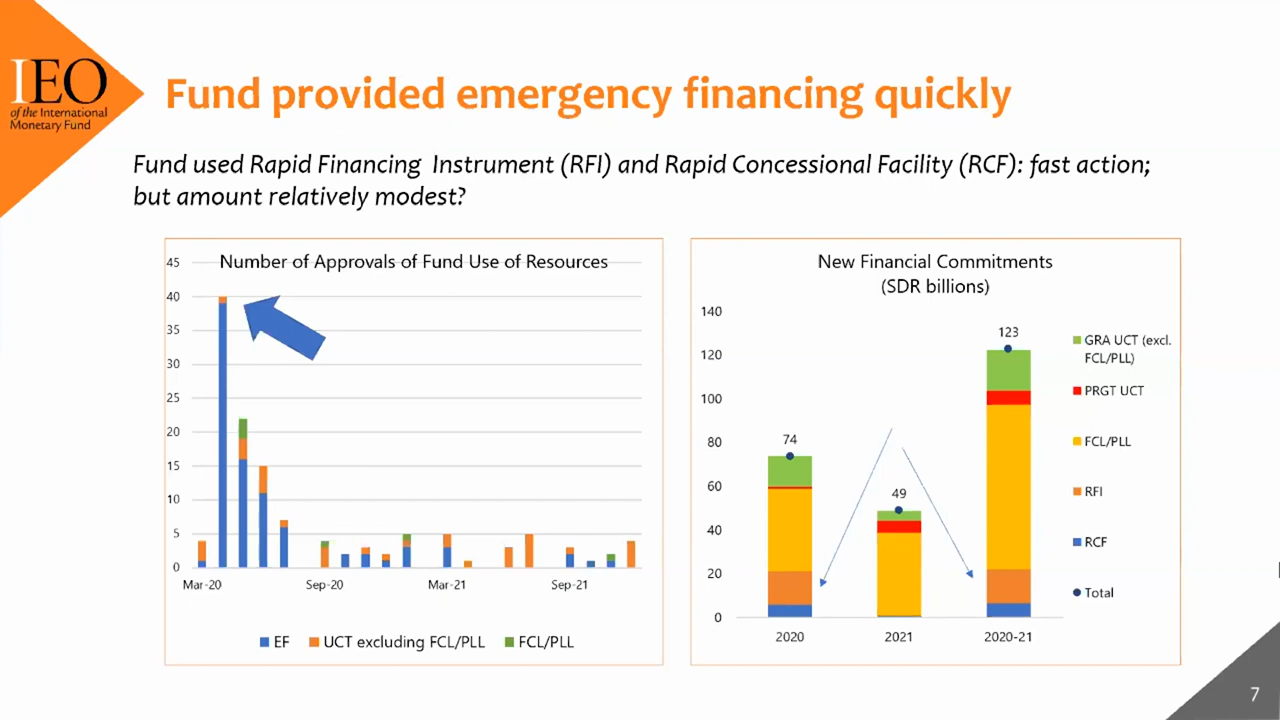 IEO
of the International
Monetary Fund
Fund provided emergency financing quickly
Fund used Rapid Financing Instrument (RFI) and Rapid Concessional Facility (RCF): fast action;
but amount relatively modest?
Number of Approvals of Fund Use of Resources
45
40
35
30
25
20
15
10
5
0
Mar-20 Sep-20 Mar-21 Sep-21
EF UCT excluding FCL/PLL FCL/PLL
New Financial Commitments
(SDR billions)
140
120
100
80
60
40
20
0
74
49
123
2020 2021 2020-21
GRA UCT (excl.
FCL/PLL)
PRGT UCT
FCL/PLL
RFI
RCF
Total
7